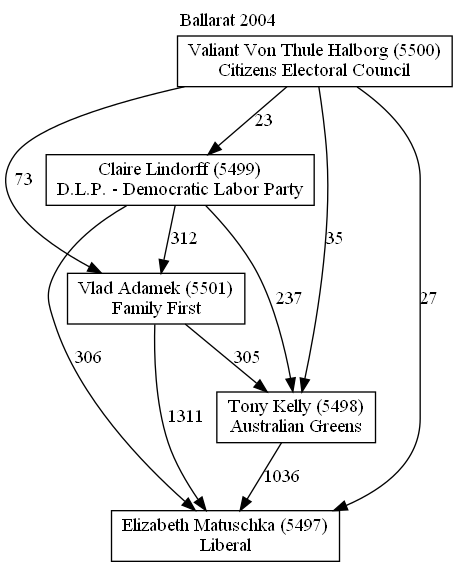 Ballarat 2004
Valiant Von Thule Halborg (5500)
Citizens Electoral Council
23
Claire Lindorff (5499)
D.L.P. - Democratic Labor Party
73
312
35
Vlad Adamek (5501)
Family First
237
27
306
305
Tony Kelly (5498)
Australian Greens
1311
1036
Elizabeth Matuschka (5497)
Liberal